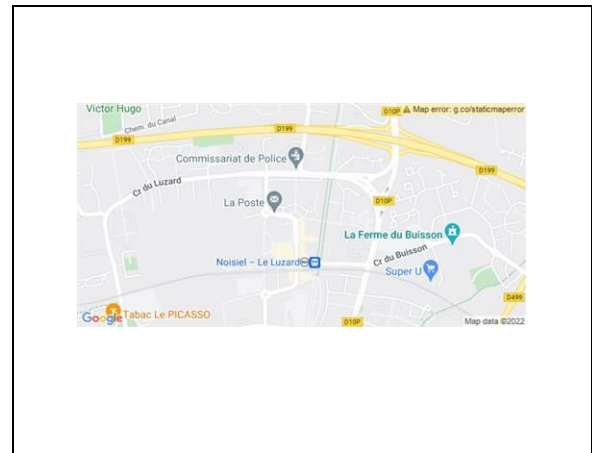 Victor Hugo
D10P
Map error: g.co/staticmaperror
Chem. du Canal
D199
D199
Commissariat de Police
D199
Cr du Luzard
La Poste
D10P
La Ferme du Buisson
Noisiel – Le Luzard
Cr du Buisson
Super U
D499
Google
Tabac Le PICASSO
D10P
Map data ©2022